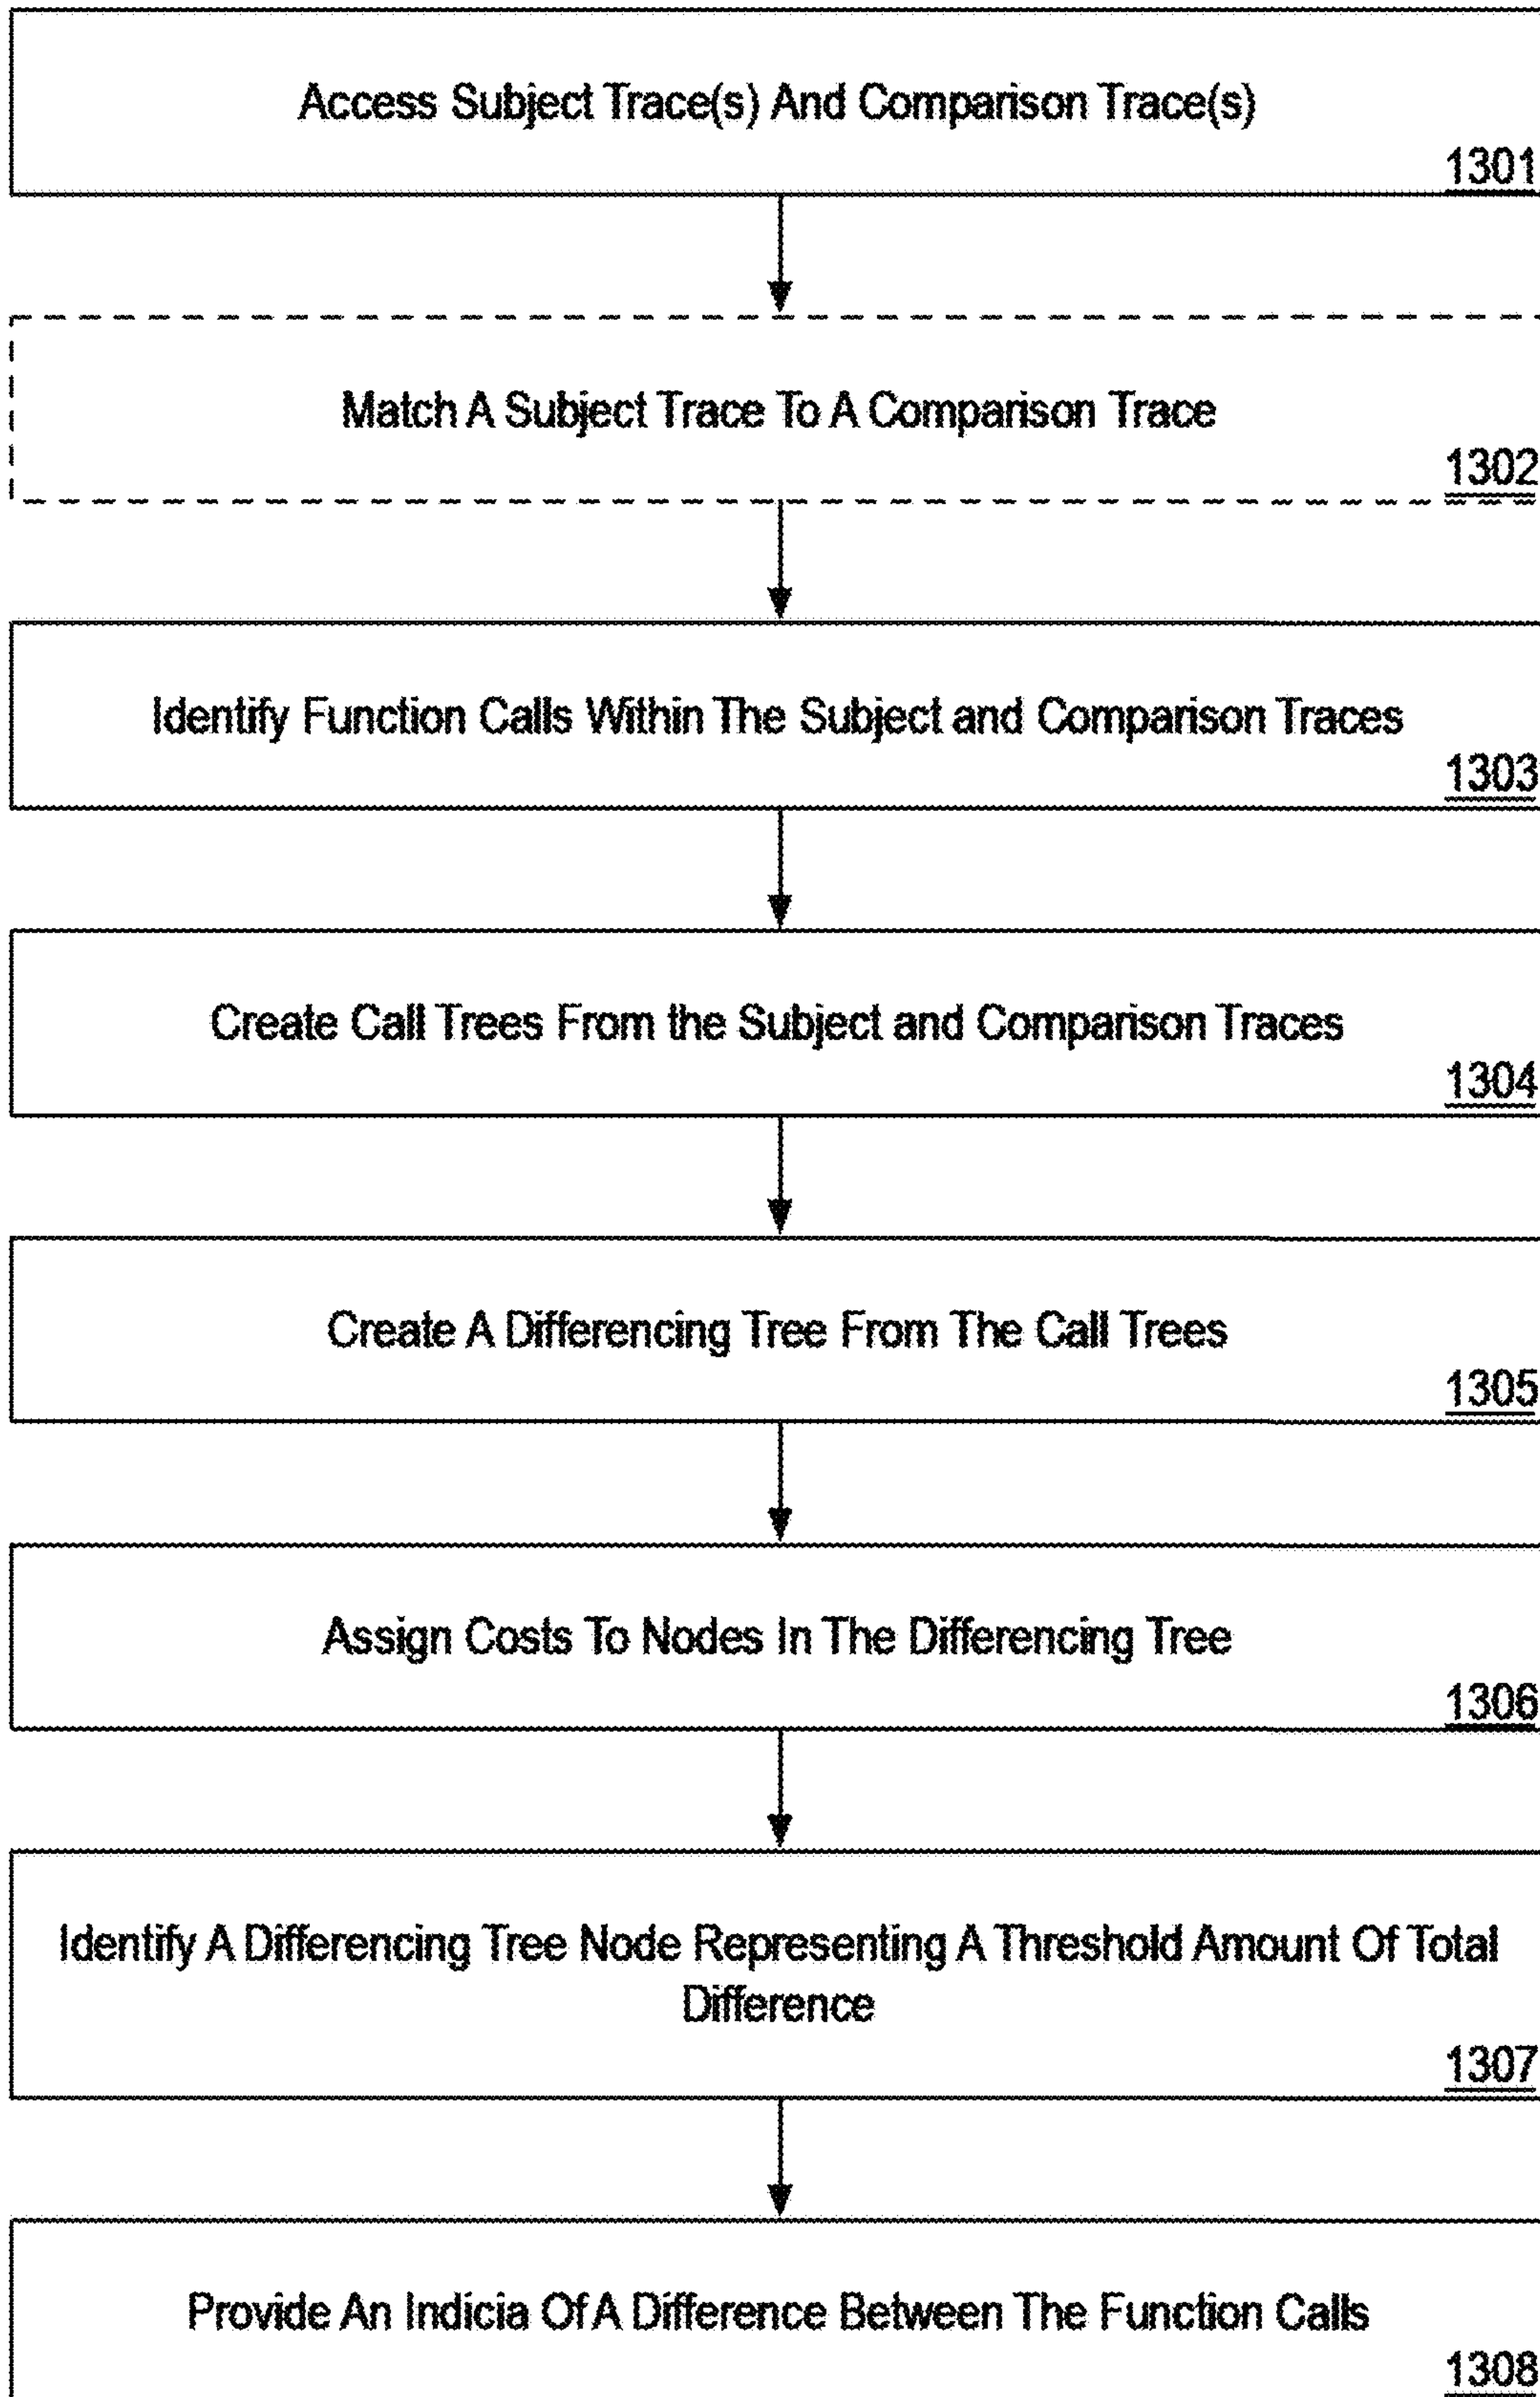 Access Subject Trace(s) And Comparison Trace(s)
1301
Match A Subject Trace To A Comparison Trace
1302
Identify Function Calls Within The Subject and Comparison Traces
1303
Create Call Trees From the Subject and Comparison Traces
1304
Create A Differencing Tree From The Call Trees
1305
Assign Costs To Nodes In The Differencing Tree
1306
Identify A Differencing Tree Node Representing A Threshold Amount Of Total
Difference
1307
Provide An Indicia Of A Difference Between The Function Calls
1308